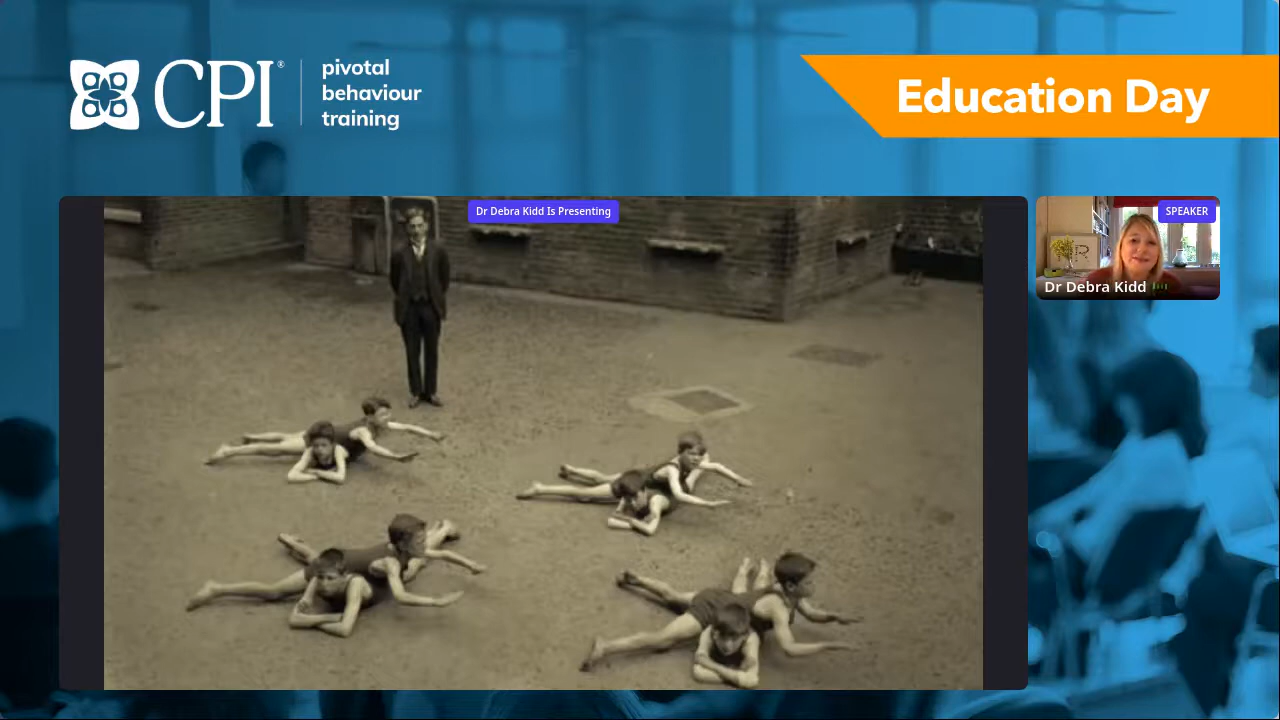 CPI®
pivotal
behaviour
training
Education Day
Dr Debra Kidd Is Presenting
SPEAKER
Dr Debra Kidd